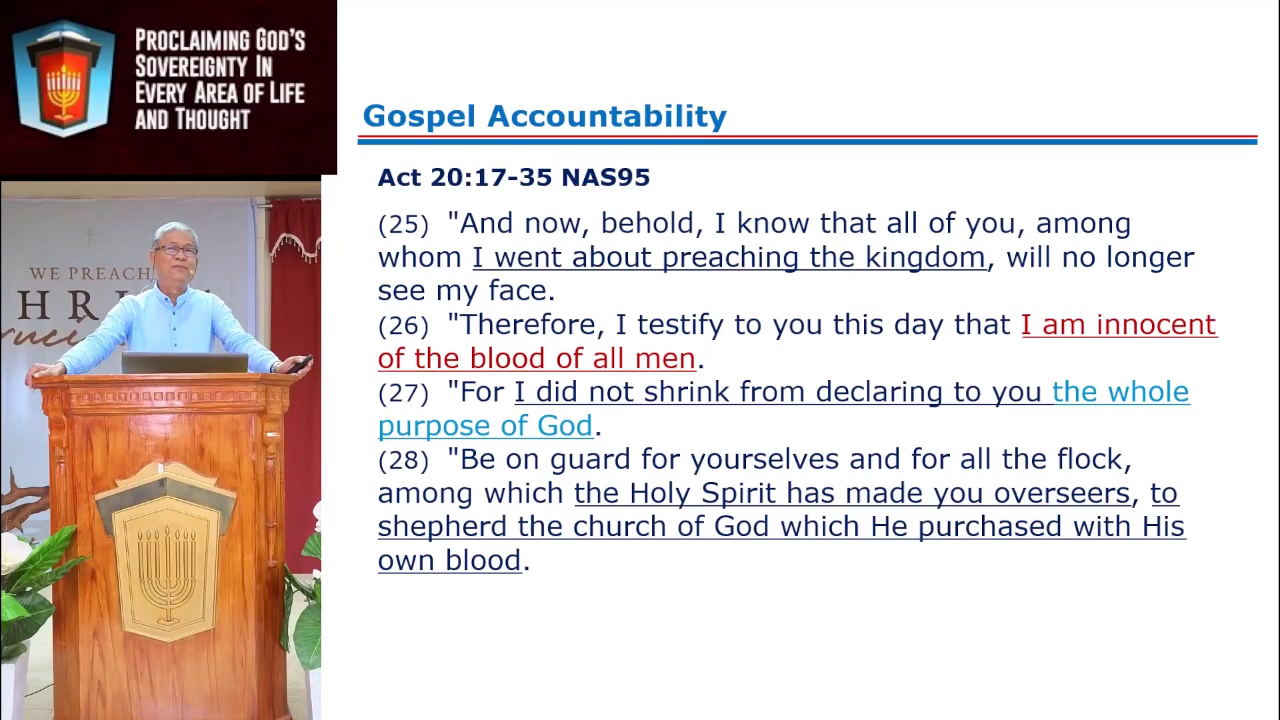 PROCLAIMING GOD'S
SOVEREIGNTY IN
EVERY AREA OF LIFE
AND THOUGHT
WE PREACH
HRI
Gospel Accountability
Act 20:17-35 NAS95
(25) "And now, behold, I know that all of you, among
whom I went about preaching the kingdom, will no longer
see my face.
(26) "Therefore, I testify to you this day that I am innocent
of the blood of all men.
(27) "For I did not shrink from declaring to you the whole
purpose of God.
(28) "Be on guard for yourselves and for all the flock,
among which the Holy Spirit has made you overseers, to
shepherd the church of God which He purchased with His
own blood.